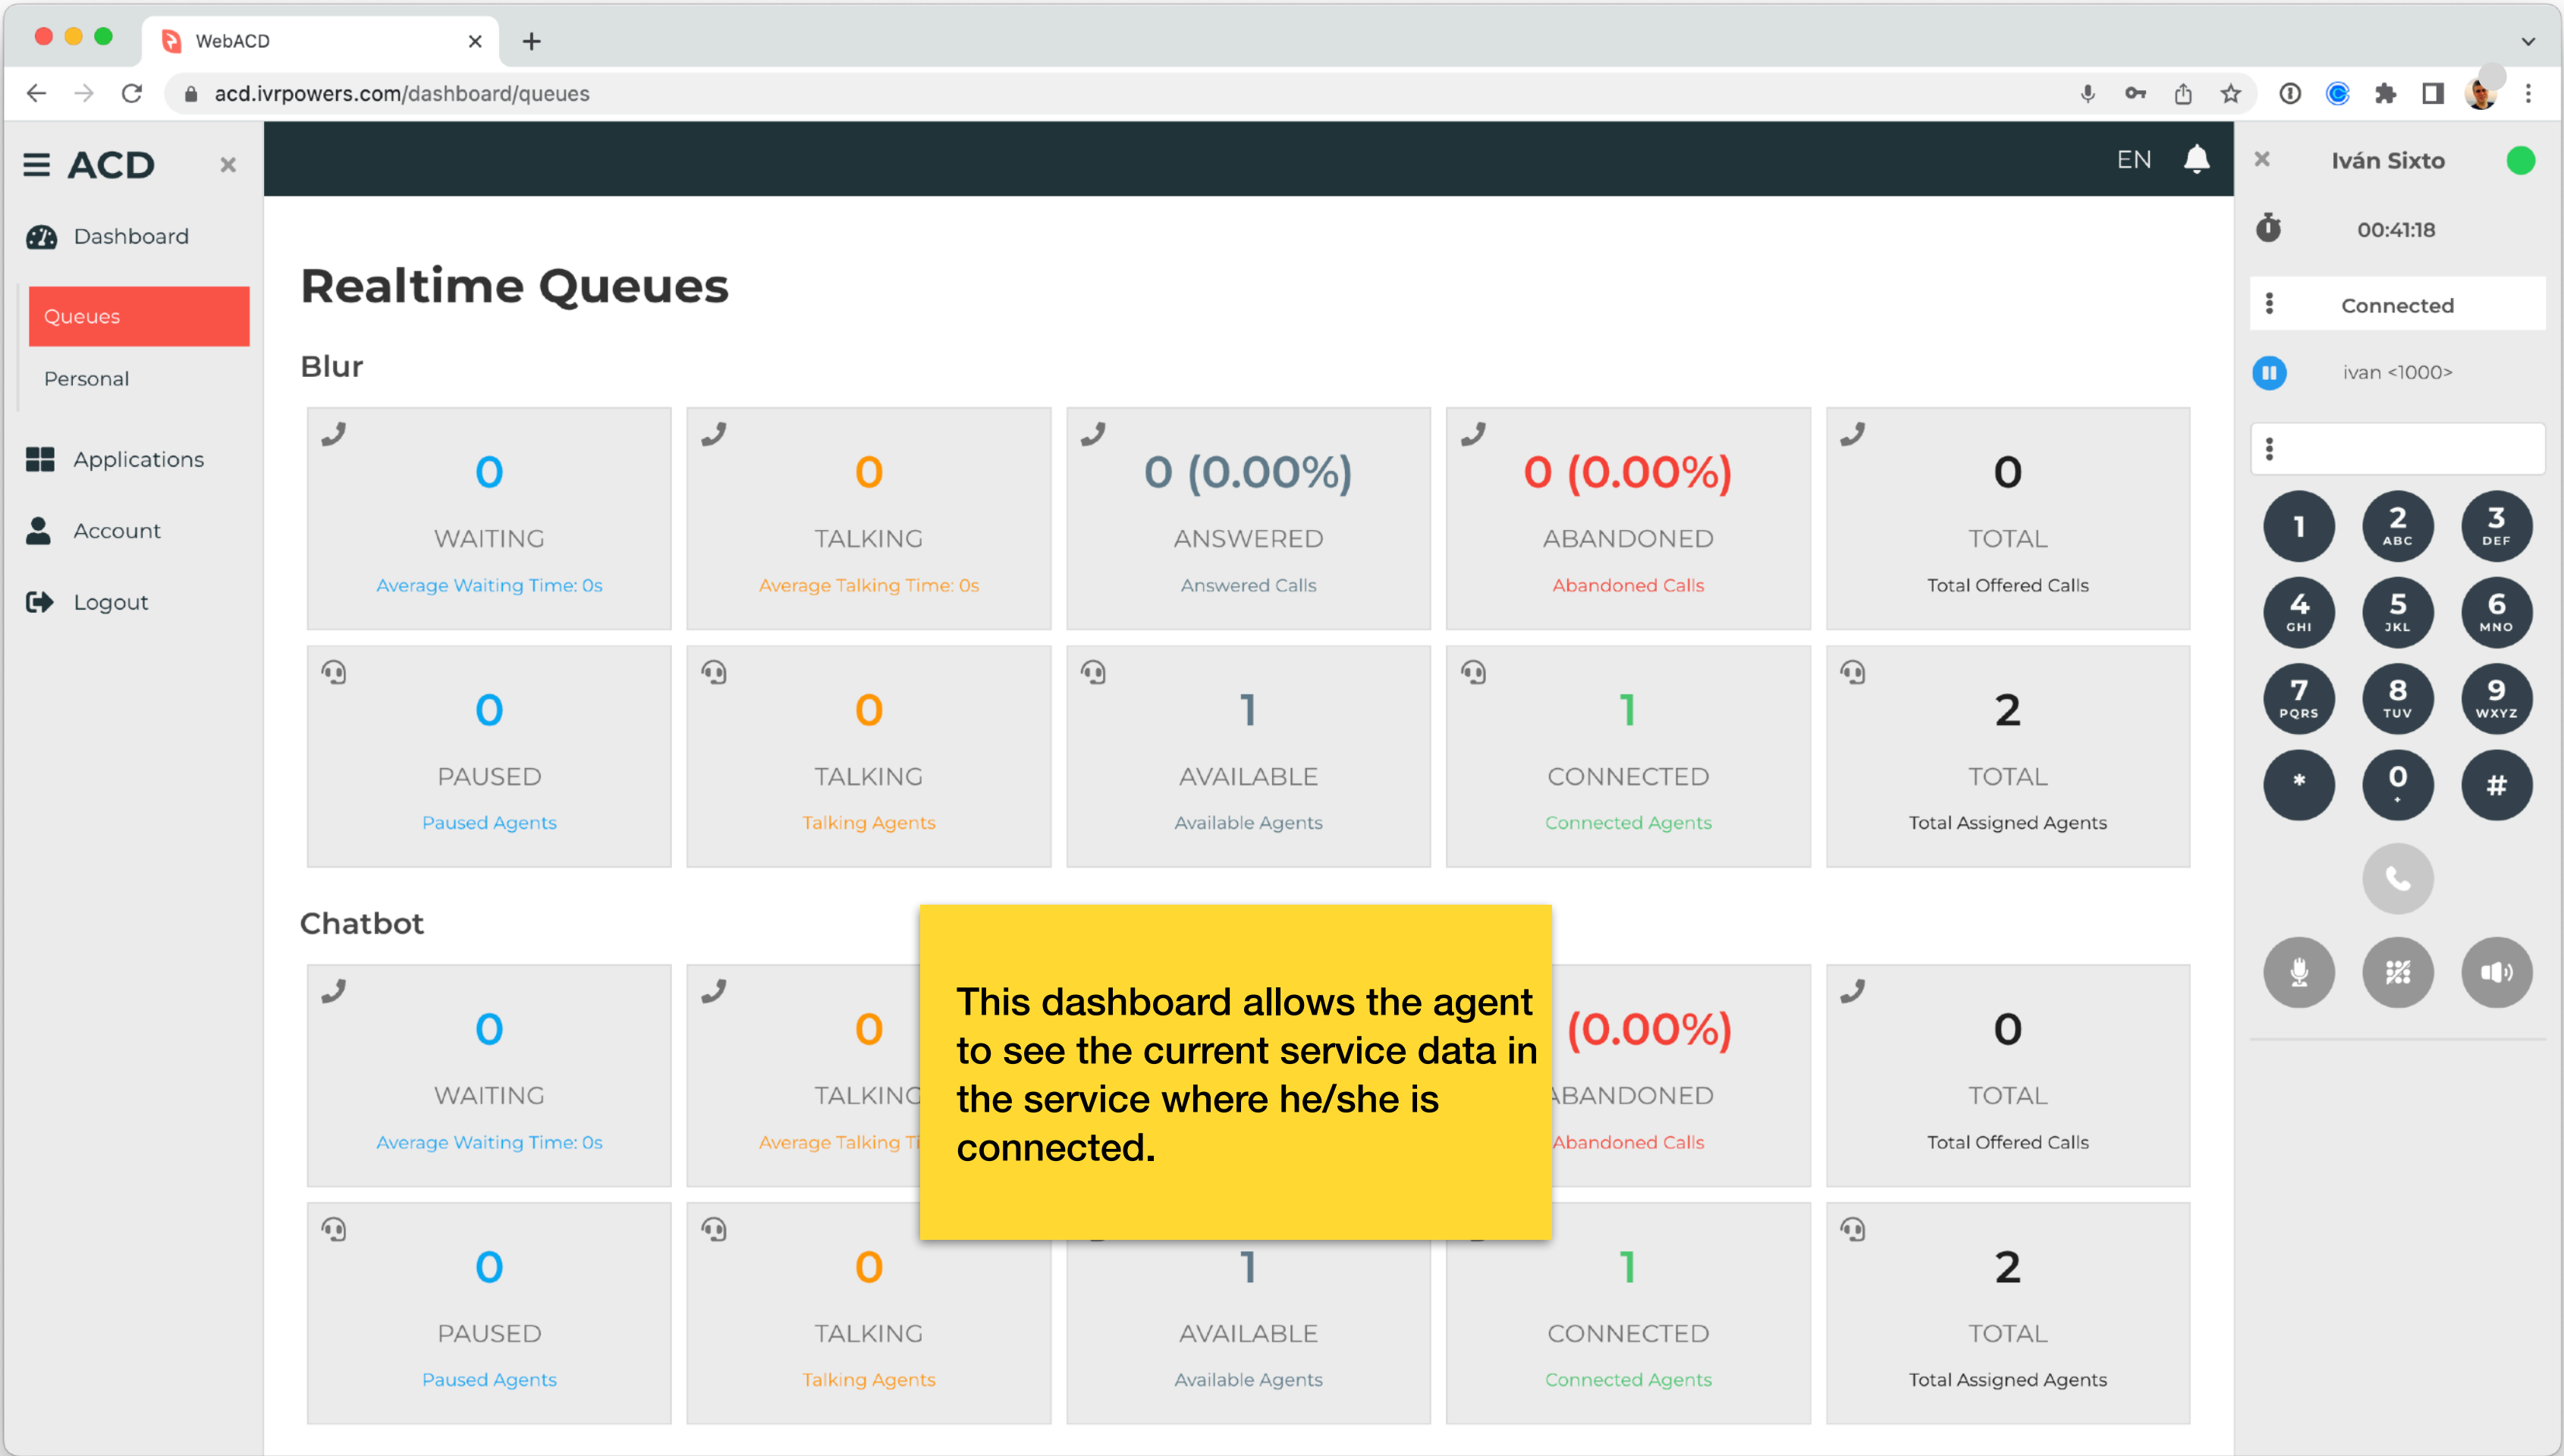 WebACD
acd.ivrpowers.com/dashboard/queues
ACD
EN
Iván Sixto
Dashboard
00:41:18
Queues
Realtime Queues
Connected
Personal
Blur
ivan <1000>
Applications
0
0
0 (0.00%)
0 (0.00%)
0
Account
WAITING
TALKING
ANSWERED
ABANDONED
TOTAL
Average Waiting Time: 0s
Average Talking Time: 0s
Answered Calls
Abandoned Calls
Total Offered Calls
Logout
0
0
1
1
2
PAUSED
TALKING
AVAILABLE
CONNECTED
TOTAL
Paused Agents
Talking Agents
Available Agents
Connected Agents
Total Assigned Agents
Chatbot
0
0
(0.00%)
0
WAITING
TALKING
BANDONED
TOTAL
Average Waiting Time: 0s
Average Talking Ti
Abandoned Calls
Total Offered Calls
This dashboard allows the agent
to see the current service data in
the service where he/she is
connected.
0
0
1
1
2
PAUSED
TALKING
AVAILABLE
CONNECTED
TOTAL
Paused Agents
Talking Agents
Available Agents
Connected Agents
Total Assigned Agents
1
2
ABC
3
DEF
4
GHI
5
JKL
6
MNO
7
PQRS
8
TUV
9
WXYZ
*
0
+
#